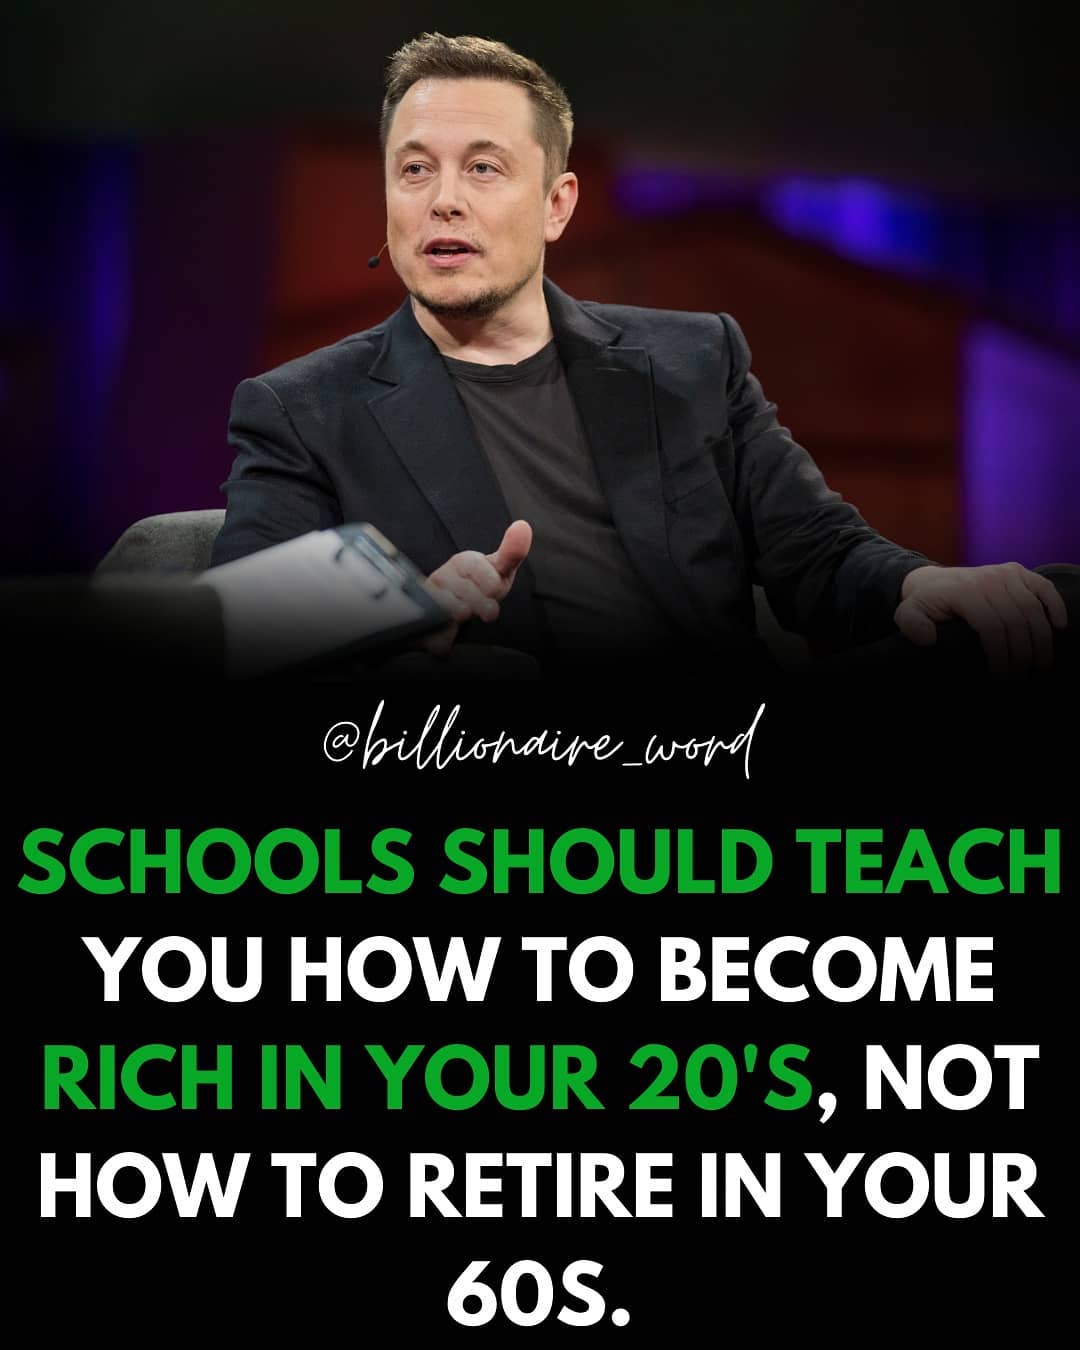 @billionaire_word
SCHOOLS SHOULD TEACH
YOU HOW TO BECOME
RICH IN YOUR 20'S, NOT
HOW TO RETIRE IN YOUR
60S.